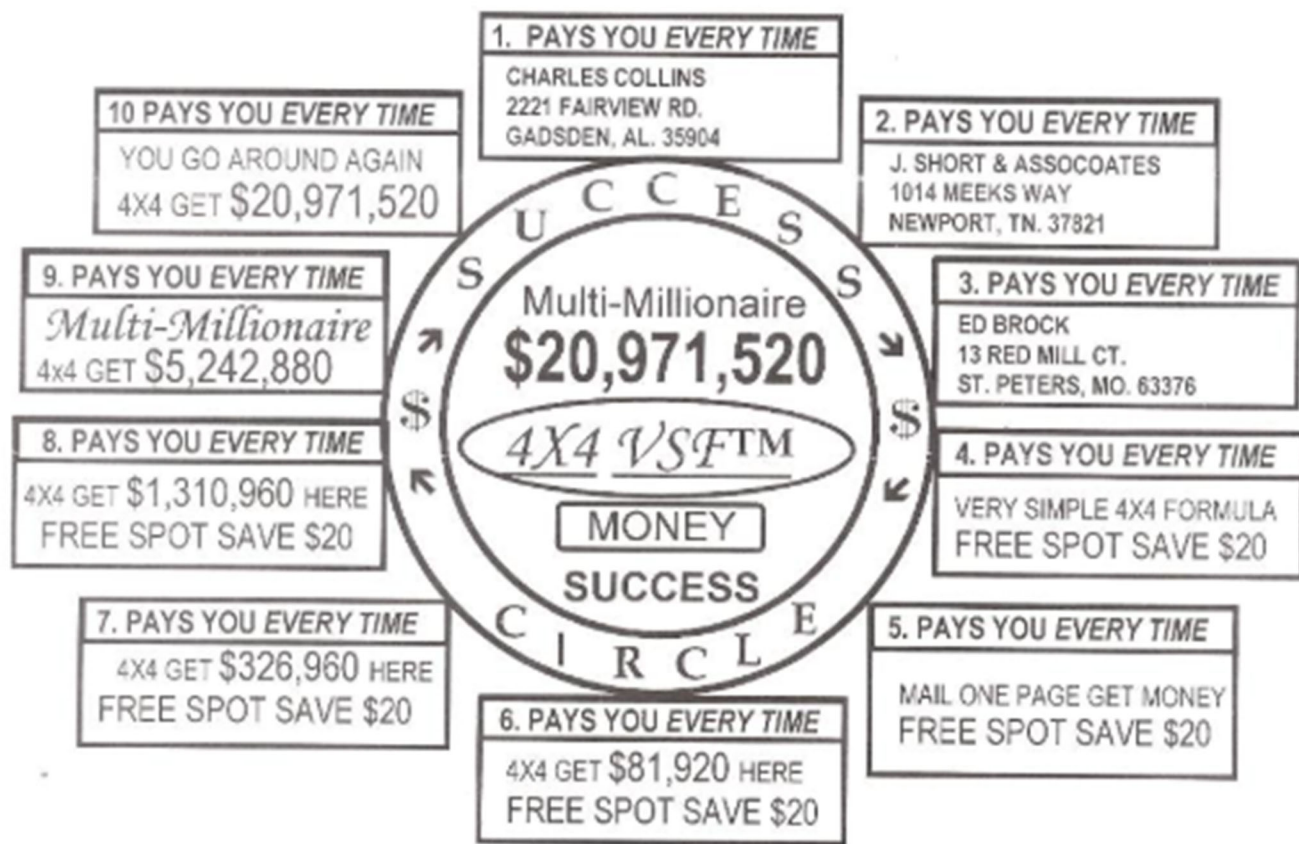 1. PAYS YOU EVERY TIME
CHARLES COLLINS
2221 FAIRVIEW RD.
GADSDEN, AL. 35904
2. PAYS YOU EVERY TIME
J. SHORT & ASSOCOATES
1014 MEEKS WAY
NEWPORT, TN. 37821
3. PAYS YOU EVERY TIME
ED BROCK
13 RED MILL CT.
ST. PETERS, MO. 63376
4. PAYS YOU EVERY TIME
VERY SIMPLE 4X4 FORMULA
FREE SPOT SAVE $20
5. PAYS YOU EVERY TIME
MAIL ONE PAGE GET MONEY
FREE SPOT SAVE $20
6. PAYS YOU EVERY TIME
4X4 GET $81,920 HERE
FREE SPOT SAVE $20
7. PAYS YOU EVERY TIME
4X4 GET $326,960 HERE
FREE SPOT SAVE $20
8. PAYS YOU EVERY TIME
4X4 GET $1,310,960 HERE
FREE SPOT SAVE $20
9. PAYS YOU EVERY TIME
Multi-Millionaire
4x4 GET $5,242,880
10 PAYS YOU EVERY TIME
YOU GO AROUND AGAIN
4X4 GET $20,971,520
$ SUCCESS $
CIRCLE
Multi-Millionaire
$20,971,520
4X4 VSF™
MONEY
SUCCESS